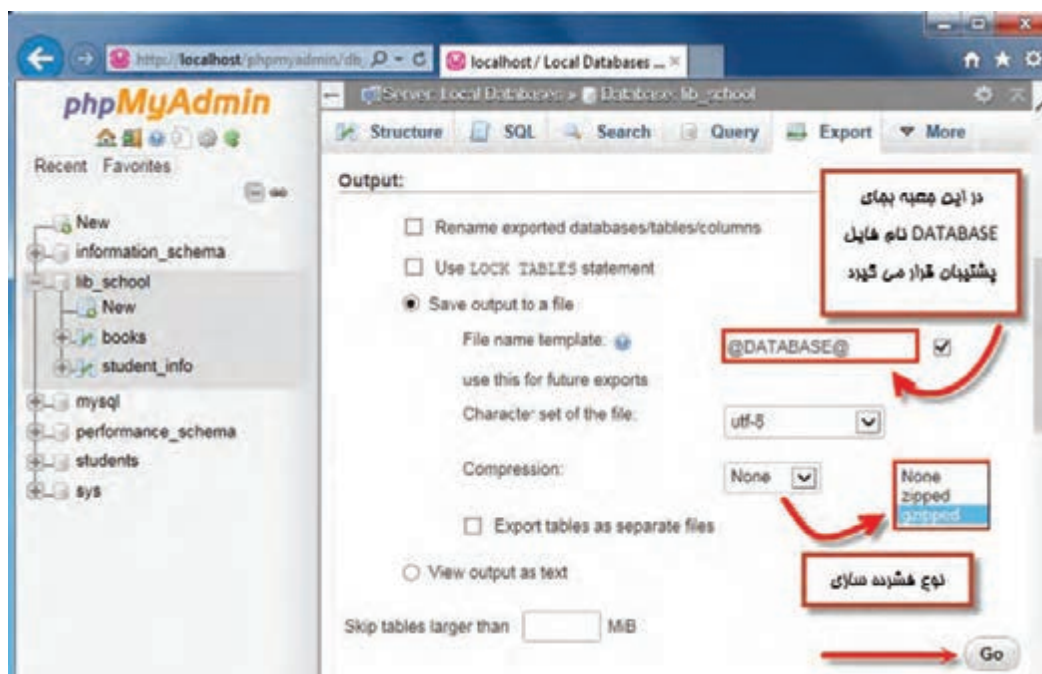 http://localhost/phpmyadmin/db_
localhost / Local Databases ...
phpMyAdmin
Recent Favorites
New
information_schema
lib_school
New
books
student_info
mysql
performance_schema
students
sys
Server: Local Databases » Database: lib_school
Structure SQL Search Query Export More
Output:
Rename exported databases/tables/columns
Use LOCK TABLES statement
Save output to a file
File name template:
@DATABASE@
use this for future exports
Character set of the file:
utf-8
Compression:
None
None
zipped
gzipped
Export tables as separate files
View output as text
Skip tables larger than
MiB
Go
در این جعبه بجای
DATABASE نام فایل
پشتیبان قرار می گیرد
نوع فشرده سازی